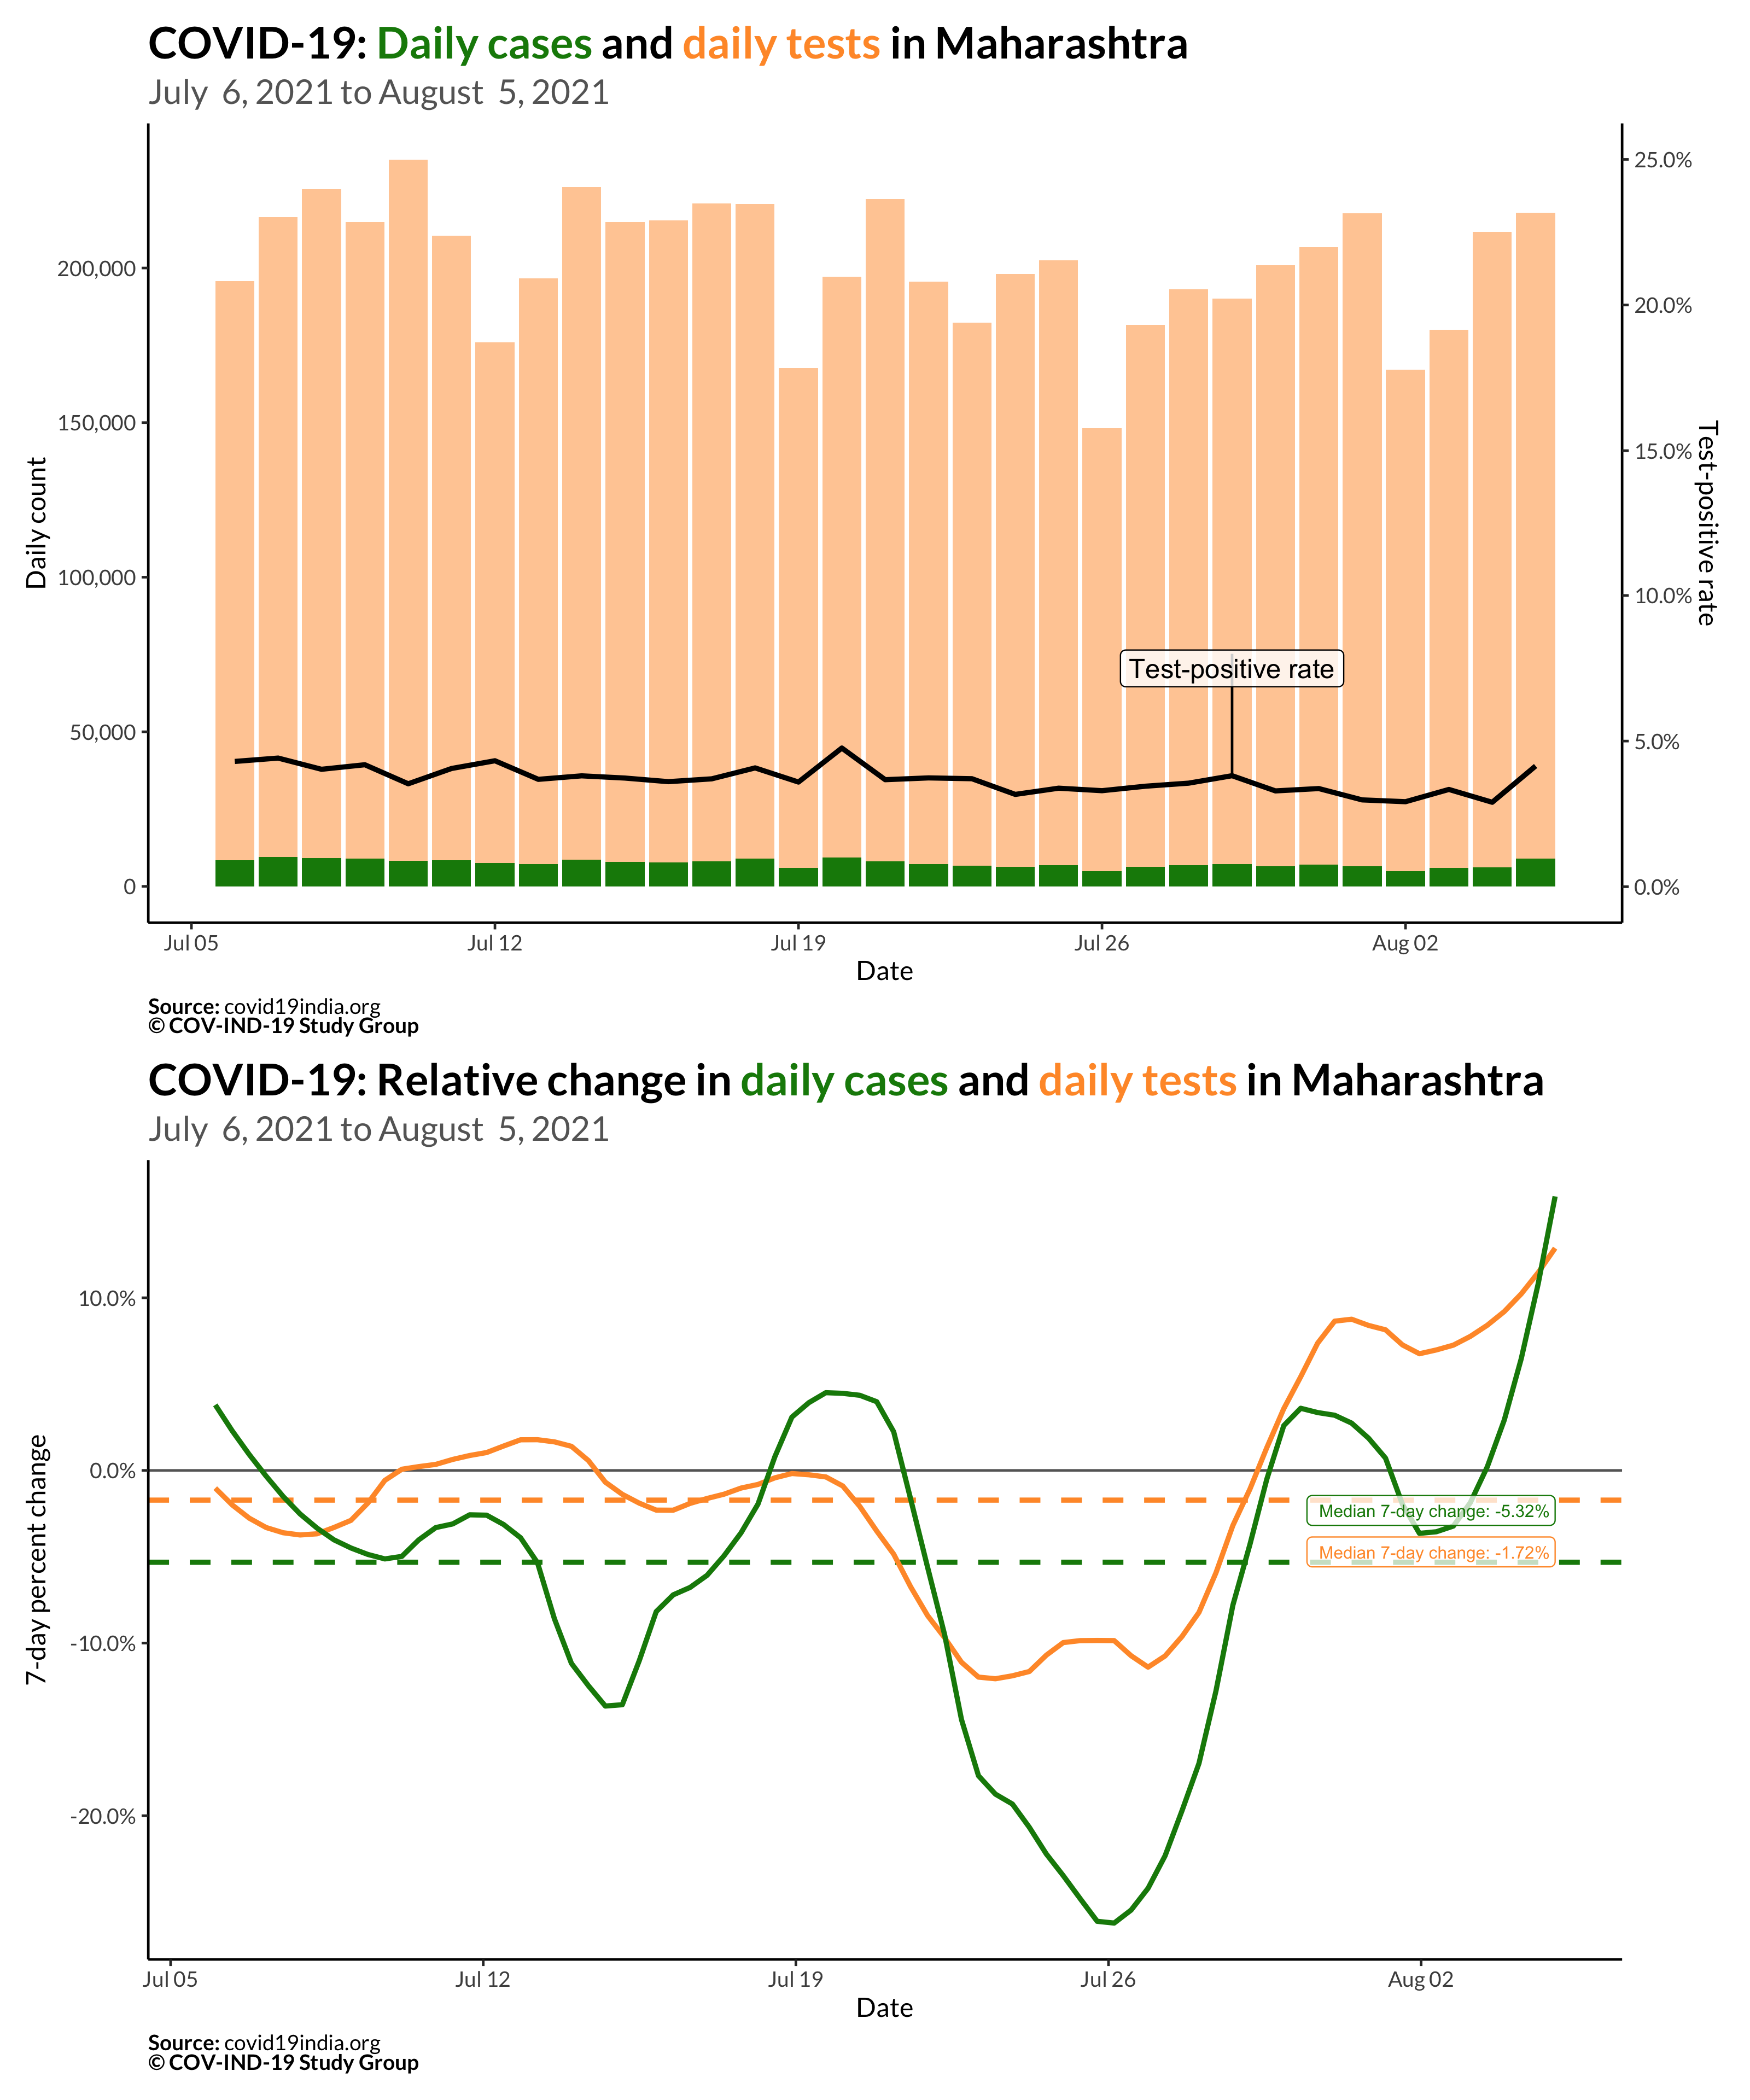 COVID-19: Daily cases and daily tests in Maharashtra
July 6, 2021 to August 5, 2021
Daily count
200,000
150,000
100,000
50,000
0
25.0%
20.0%
15.0%
10.0%
5.0%
0.0%
Test-positive rate
Test-positive rate
Jul 05 Jul 12 Jul 19 Jul 26 Aug 02
Date
Source: covid19india.org
© COV-IND-19 Study Group
COVID-19: Relative change in daily cases and daily tests in Maharashtra
July 6, 2021 to August 5, 2021
7-day percent change
10.0%
0.0%
-10.0%
-20.0%
Median 7-day change: -5.32%
Median 7-day change: -1.72%
Jul 05 Jul 12 Jul 19 Jul 26 Aug 02
Date
Source: covid19india.org
© COV-IND-19 Study Group